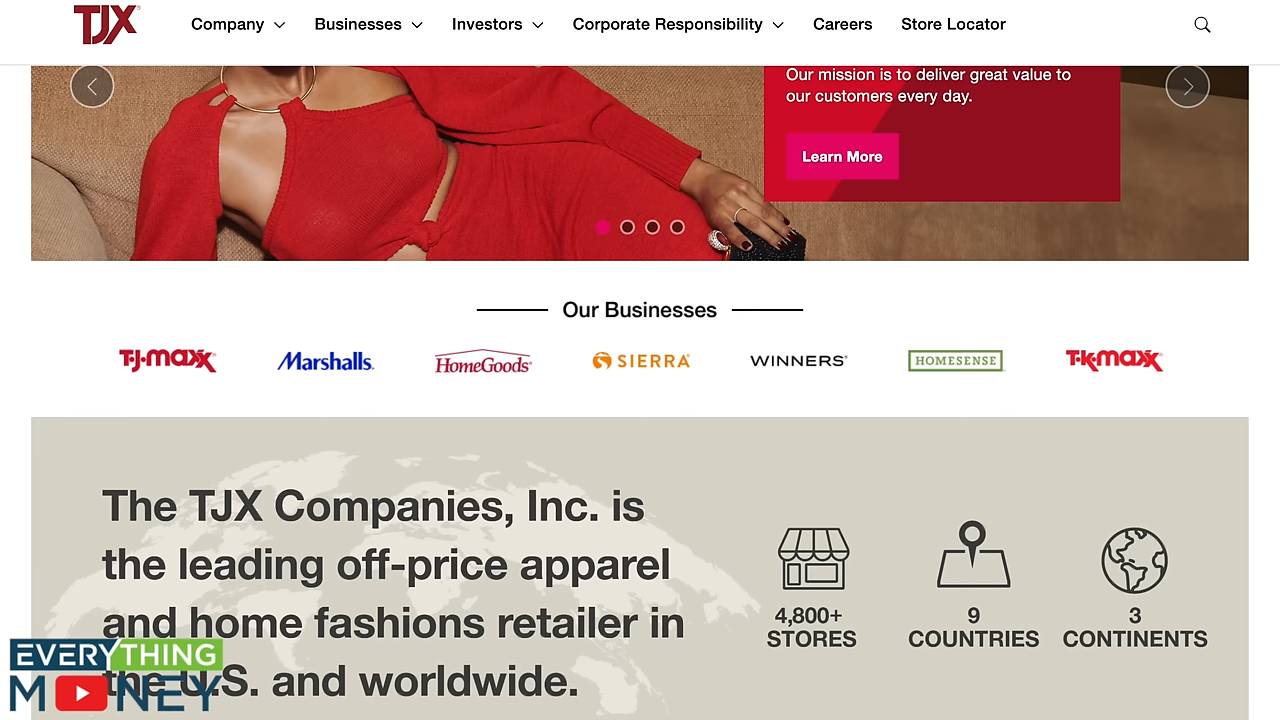 TJX
Company Businesses Investors Corporate Responsibility Careers Store Locator
Our mission is to deliver great value to
our customers every day.
Learn More
Our Businesses
T·J·maxx Marshalls HomeGoods SIERRA WINNERS HOMESENSE T·K·maxx
The TJX Companies, Inc. is
the leading off-price apparel
and home fashions retailer in
the U.S. and worldwide.
4,800+
STORES
9
COUNTRIES
3
CONTINENTS
EVERYTHING
MONEY